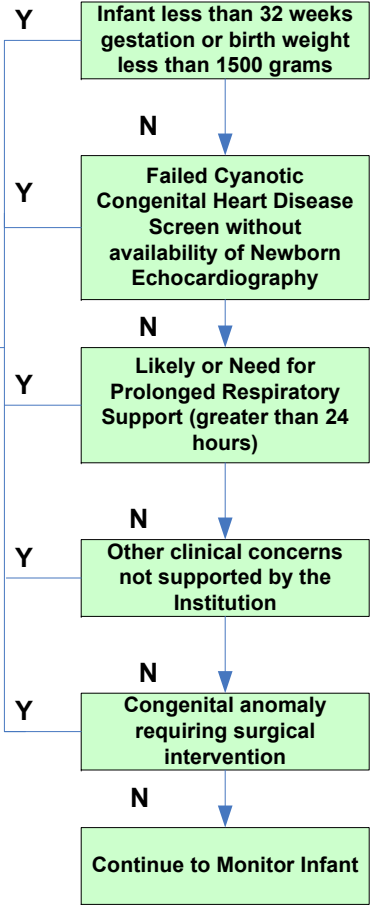 Y
Infant less than 32 weeks
gestation or birth weight
less than 1500 grams
N
Y
Failed Cyanotic
Congenital Heart Disease
Screen without
availability of Newborn
Echocardiography
N
Y
Likely or Need for
Prolonged Respiratory
Support (greater than 24
hours)
N
Y
Other clinical concerns
not supported by the
Institution
N
Y
Congenital anomaly
requiring surgical
intervention
N
Continue to Monitor Infant